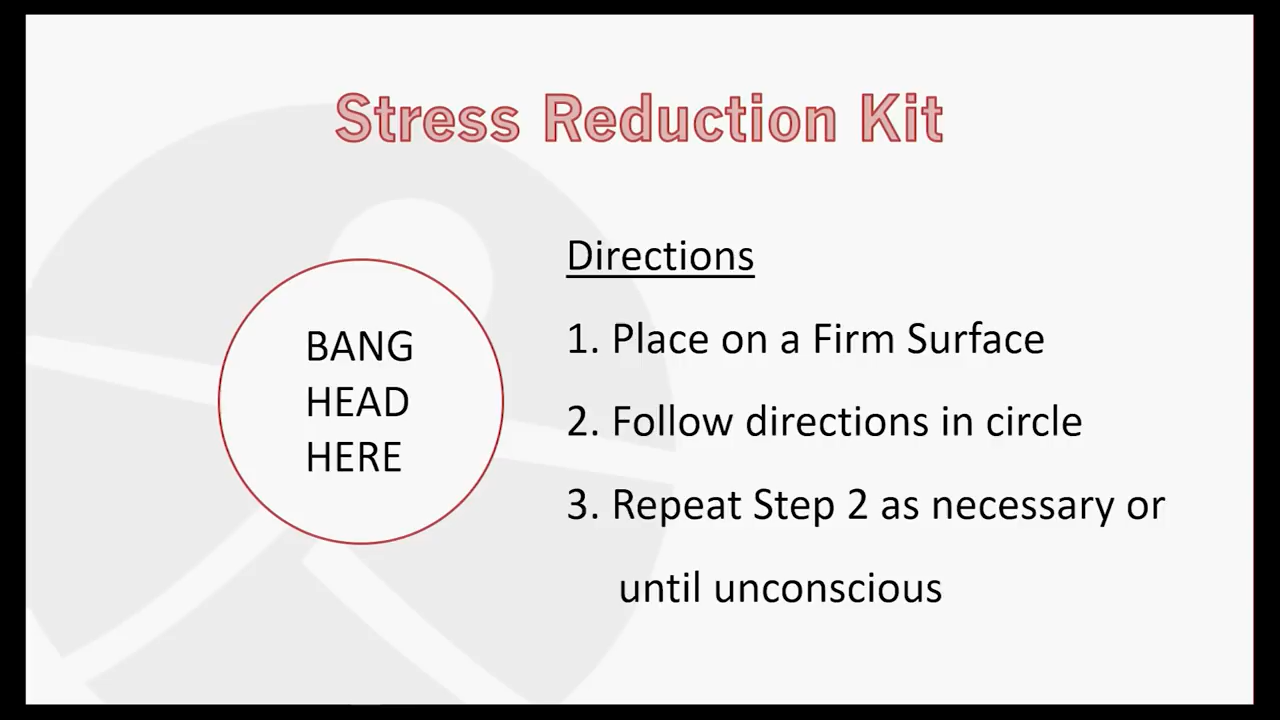 Stress Reduction Kit
BANG
HEAD
HERE
Directions
1. Place on a Firm Surface
2. Follow directions in circle
3. Repeat Step 2 as necessary or
until unconscious